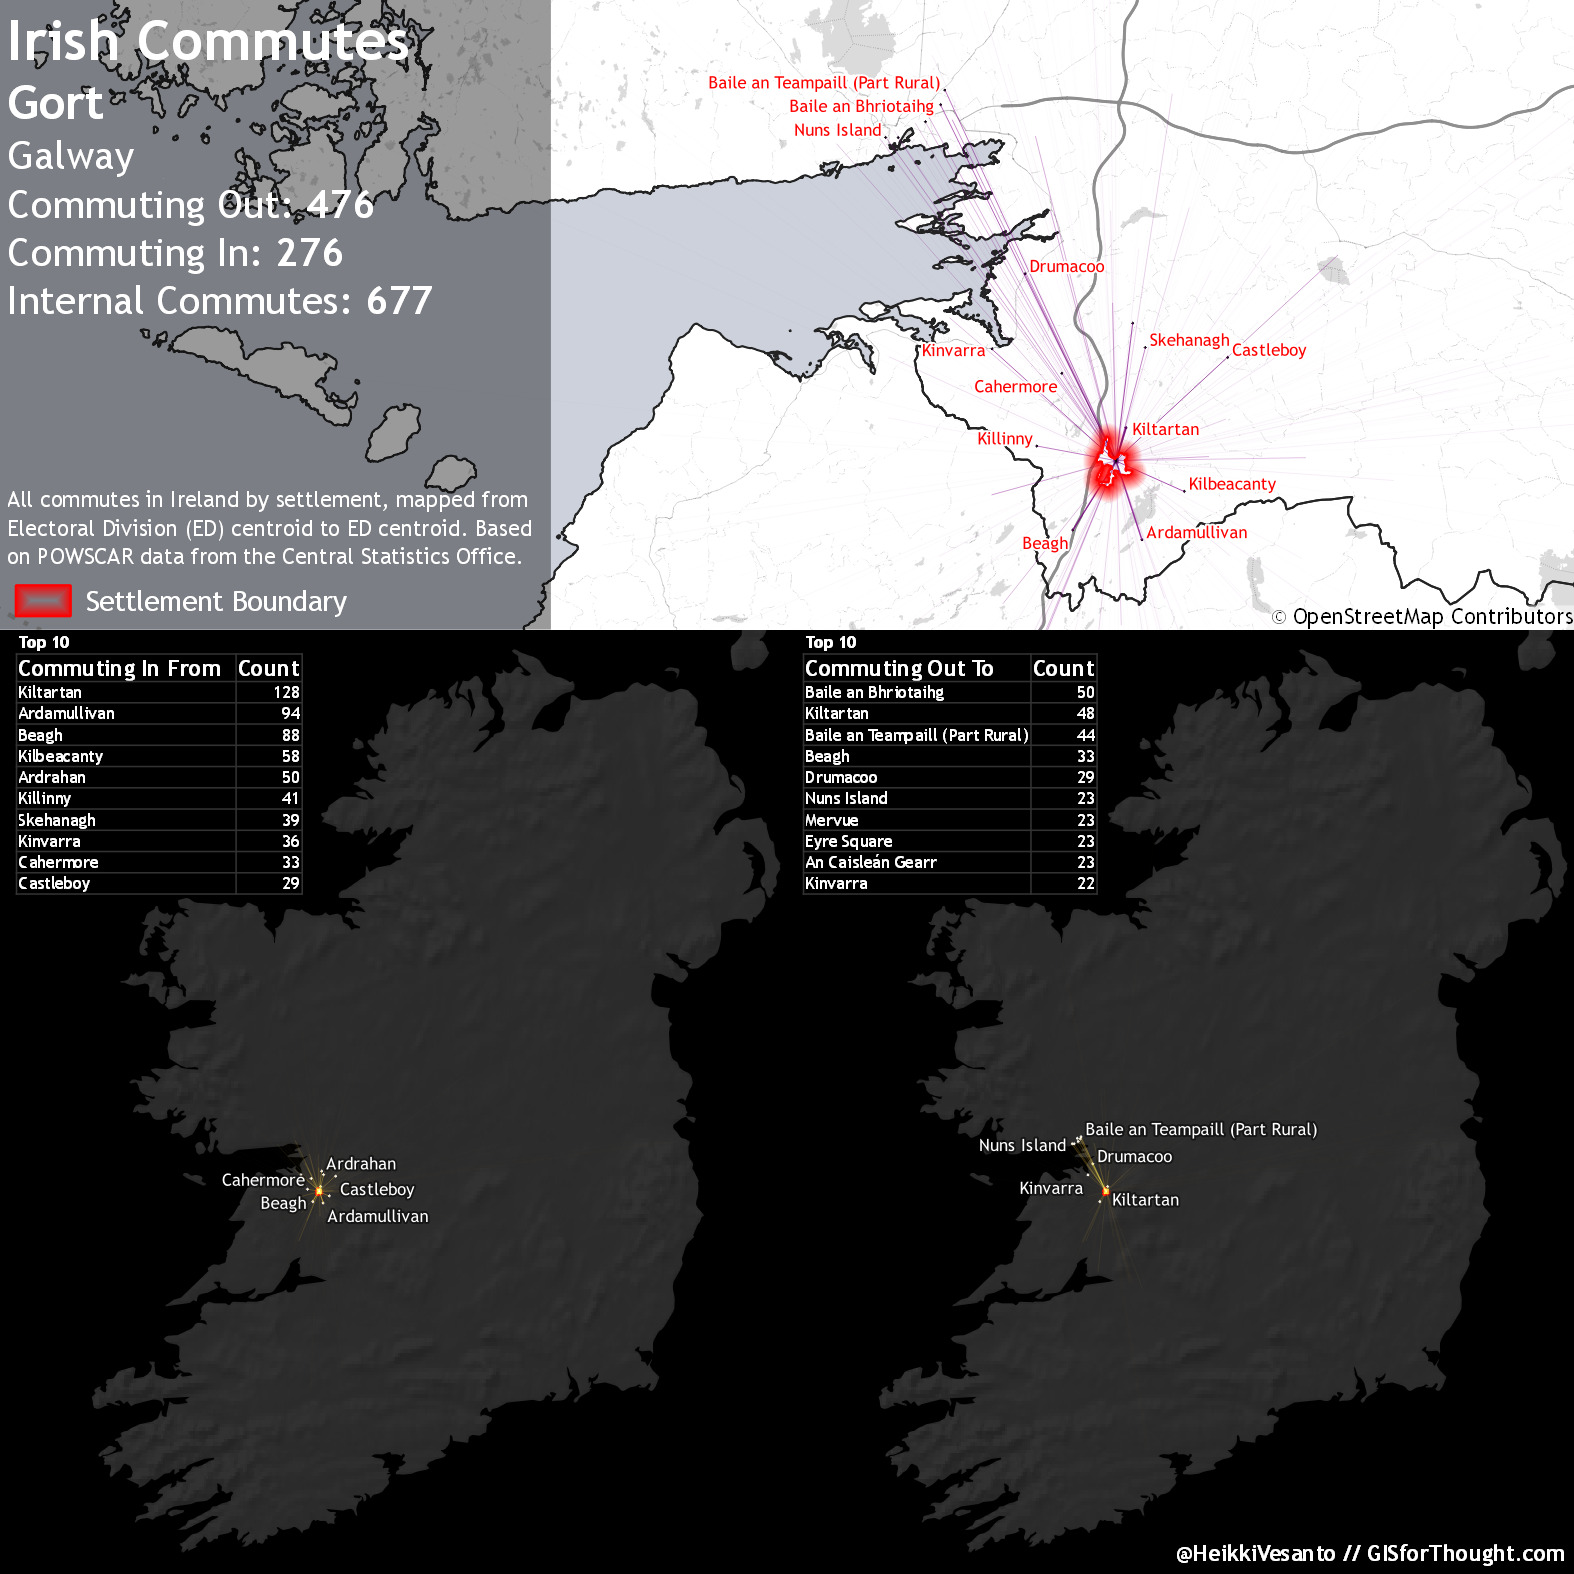 Irish Commutes
Gort
Galway
Commuting Out: 476
Commuting In: 276
Internal Commutes: 677
All commutes in Ireland by settlement, mapped from
Electoral Division (ED) centroid to ED centroid. Based
on POWSCAR data from the Central Statistics Office.
Settlement Boundary
Baile an Teampaill (Part Rural)
Baile an Bhriotaihg
Nuns Island
Drumacoo
Skehanagh
Kinvarra
Castleboy
Cahermore
Kiltartan
Killinny
Kilbeacanty
Ardamullivan
Beagh
© OpenStreetMap Contributors
Top 10
Commuting In From Count
Kiltartan 128
Ardamullivan 94
Beagh 88
Kilbeacanty 58
Ardrahan 50
Killinny 41
Skehanagh 39
Kinvarra 36
Cahermore 33
Castleboy 29
Top 10
Commuting Out To Count
Baile an Bhriotaihg 50
Kiltartan 48
Baile an Teampaill (Part Rural) 44
Beagh 33
Drumacoo 29
Nuns Island 23
Mervue 23
Eyre Square 23
An Caisleán Gearr 23
Kinvarra 22
Ardrahan
Cahermore
Castleboy
Beagh
Ardamullivan
Baile an Teampaill (Part Rural)
Nuns Island
Drumacoo
Kinvarra
Kiltartan
@HeikkiVesanto // GISforThought.com